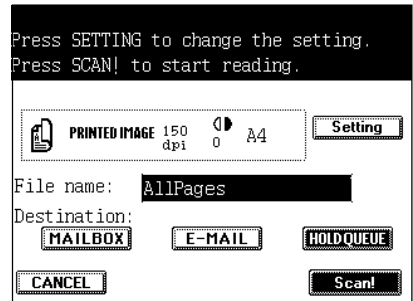 Press SETTING to change the setting.
Press SCAN! to start reading.
PRINTED IMAGE 150 dpi 0 A4 Setting
File name: AllPages
Destination:
MAILBOX E-MAIL HOLDQUEUE
CANCEL Scan!